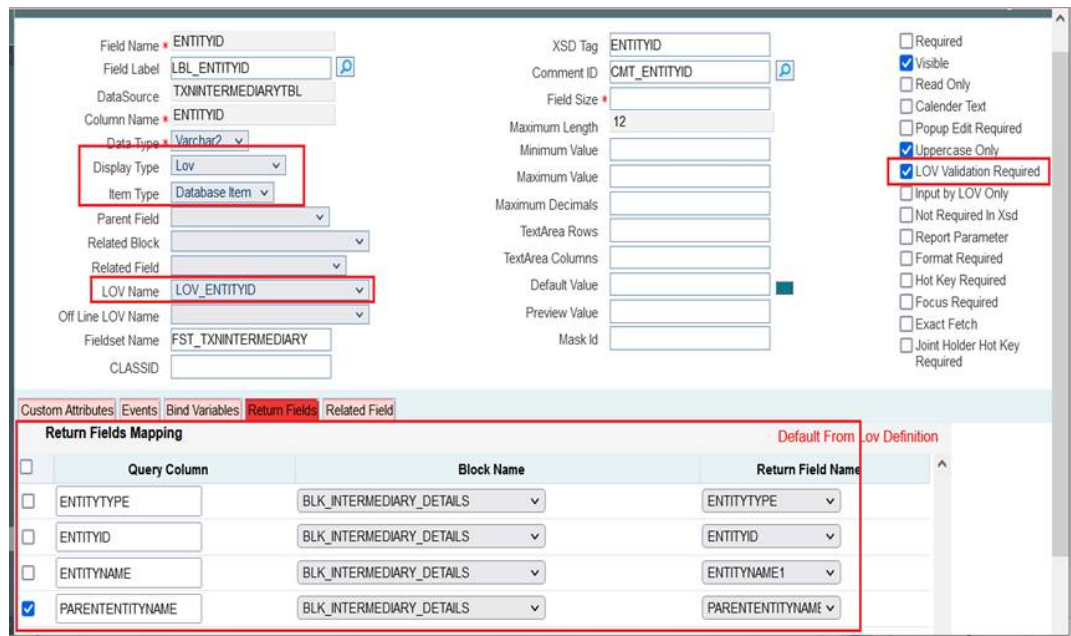 Field Name * ENTITYID
Field Label LBL_ENTITYID
DataSource TXNINTERMEDIARYTBL
Column Name * ENTITYID
Data Type * Varchar2
Display Type Lov
Item Type Database Item
Parent Field
Related Block
Related Field
LOV Name LOV_ENTITYID
Off Line LOV Name
Fieldset Name FST_TXNINTERMEDIARY
CLASSID
XSD Tag ENTITYID
Comment ID CMT_ENTITYID
Field Size *
Maximum Length 12
Minimum Value
Maximum Value
Maximum Decimals
TextArea Rows
TextArea Columns
Default Value
Preview Value
Mask Id
Required
Visible
Read Only
Calender Text
Popup Edit Required
Uppercase Only
LOV Validation Required
Input by LOV Only
Not Required In Xsd
Report Parameter
Format Required
Hot Key Required
Focus Required
Exact Fetch
Joint Holder Hot Key
Required
Custom Attributes Events Bind Variables Return Fields Related Field
Return Fields Mapping Default From Lov Definition
Query Column Block Name Return Field Name
ENTITYTYPE BLK_INTERMEDIARY_DETAILS ENTITYTYPE
ENTITYID BLK_INTERMEDIARY_DETAILS ENTITYID
ENTITYNAME BLK_INTERMEDIARY_DETAILS ENTITYNAME1
PARENTENTITYNAME BLK_INTERMEDIARY_DETAILS PARENTENTITYNAME